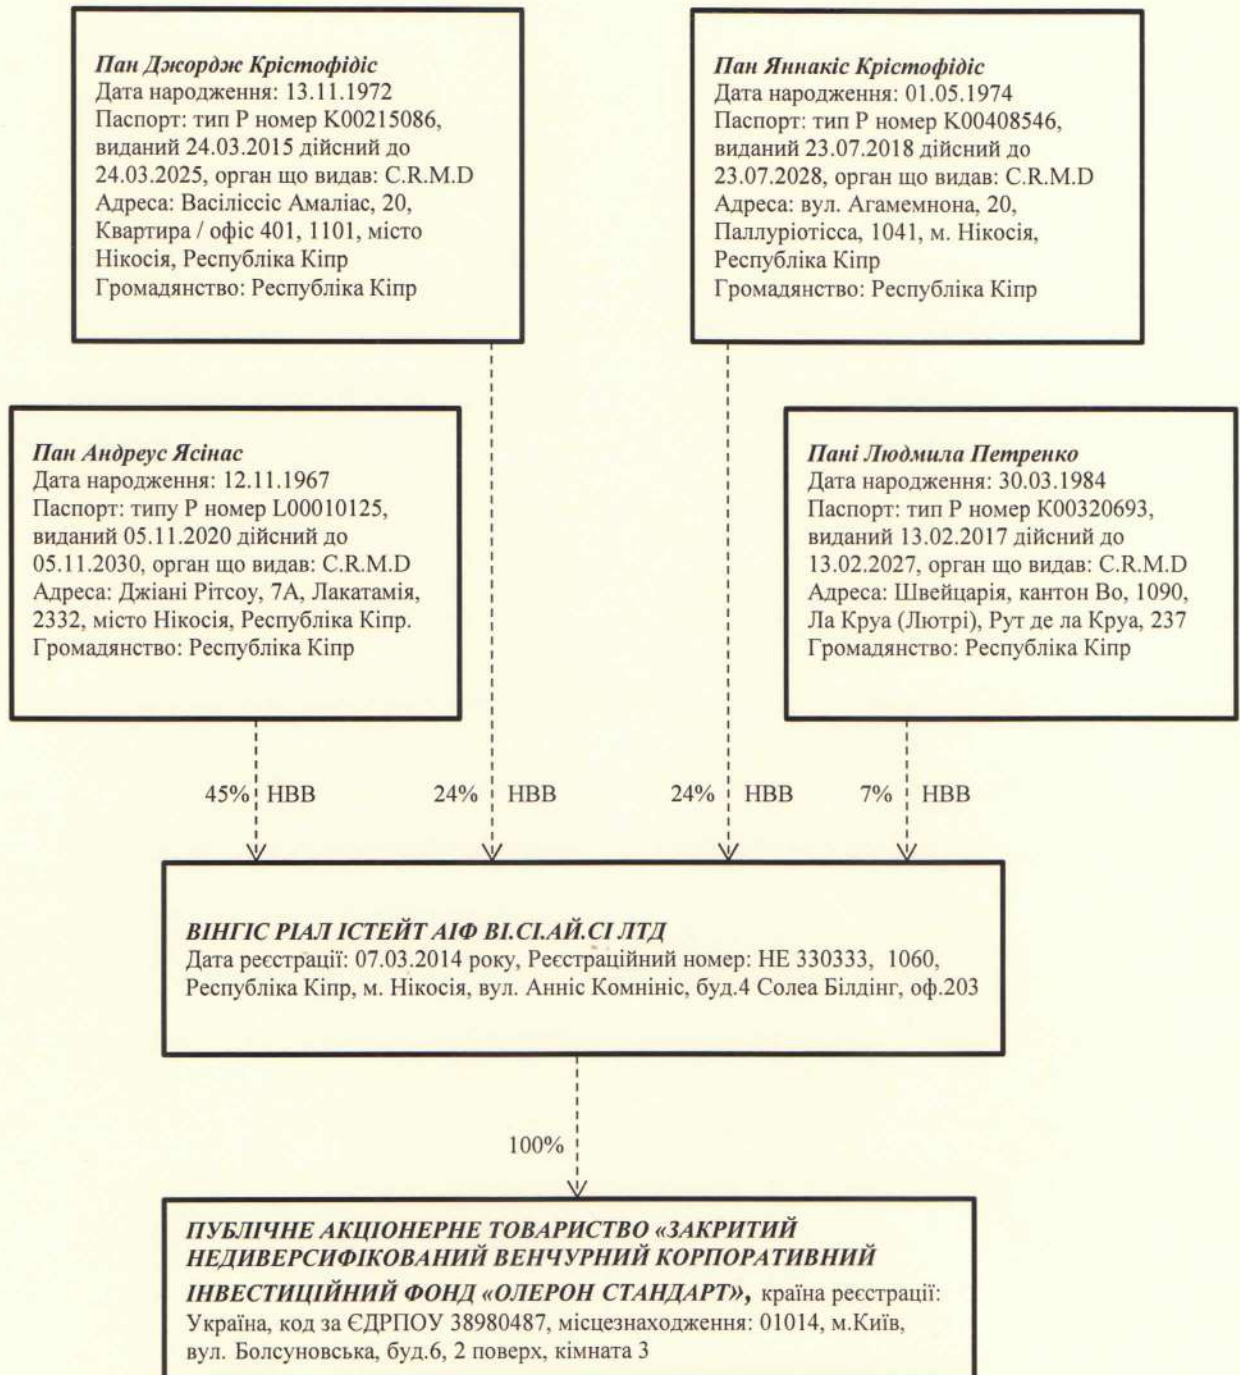 Пан Джордж Крістофідіс
Дата народження: 13.11.1972
Паспорт: тип Р номер K00215086,
виданий 24.03.2015 дійсний до
24.03.2025, орган що видав: C.R.M.D
Адреса: Васіліссіс Амаліас, 20,
Квартира / офіс 401, 1101, місто
Нікосія, Республіка Кіпр
Громадянство: Республіка Кіпр
Пан Яннакіс Крістофідіс
Дата народження: 01.05.1974
Паспорт: тип Р номер K00408546,
виданий 23.07.2018 дійсний до
23.07.2028, орган що видав: C.R.M.D
Адреса: вул. Агамемнона, 20,
Паллуріотісса, 1041, м. Нікосія,
Республіка Кіпр
Громадянство: Республіка Кіпр
Пан Андреус Ясінас
Дата народження: 12.11.1967
Паспорт: типу Р номер L00010125,
виданий 05.11.2020 дійсний до
05.11.2030, орган що видав: C.R.M.D
Адреса: Джіані Рітсоу, 7А, Лакатамія,
2332, місто Нікосія, Республіка Кіпр.
Громадянство: Республіка Кіпр
Пані Людмила Петренко
Дата народження: 30.03.1984
Паспорт: тип Р номер K00320693,
виданий 13.02.2017 дійсний до
13.02.2027, орган що видав: C.R.M.D
Адреса: Швейцарія, кантон Во, 1090,
Ла Круа (Лютрі), Рут де ла Круа, 237
Громадянство: Республіка Кіпр
45% НВВ 24% НВВ 24% НВВ 7% НВВ
ВІНГІС РІАЛ ІСТЕЙТ АІФ ВІ.СІ.АЙ.СІ ЛТД
Дата реєстрації: 07.03.2014 року, Реєстраційний номер: НЕ 330333, 1060,
Республіка Кіпр, м. Нікосія, вул. Анніс Комнініс, буд.4 Солеа Білдінг, оф.203
100%
ПУБЛІЧНЕ АКЦІОНЕРНЕ ТОВАРИСТВО «ЗАКРИТИЙ
НЕДИВЕРСИФІКОВАНИЙ ВЕНЧУРНИЙ КОРПОРАТИВНИЙ
ІНВЕСТИЦІЙНИЙ ФОНД «ОЛЕРОН СТАНДАРТ», країна реєстрації:
Україна, код за ЄДРПОУ 38980487, місцезнаходження: 01014, м.Київ,
вул. Болсуновська, буд.6, 2 поверх, кімната 3